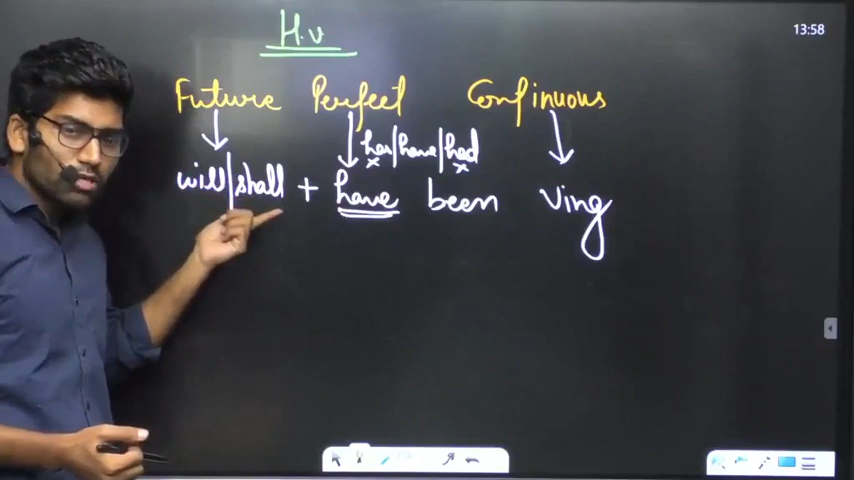 H.v
13:58
Future Perfect Continuous
has/have/had
will/shall + have been Ving